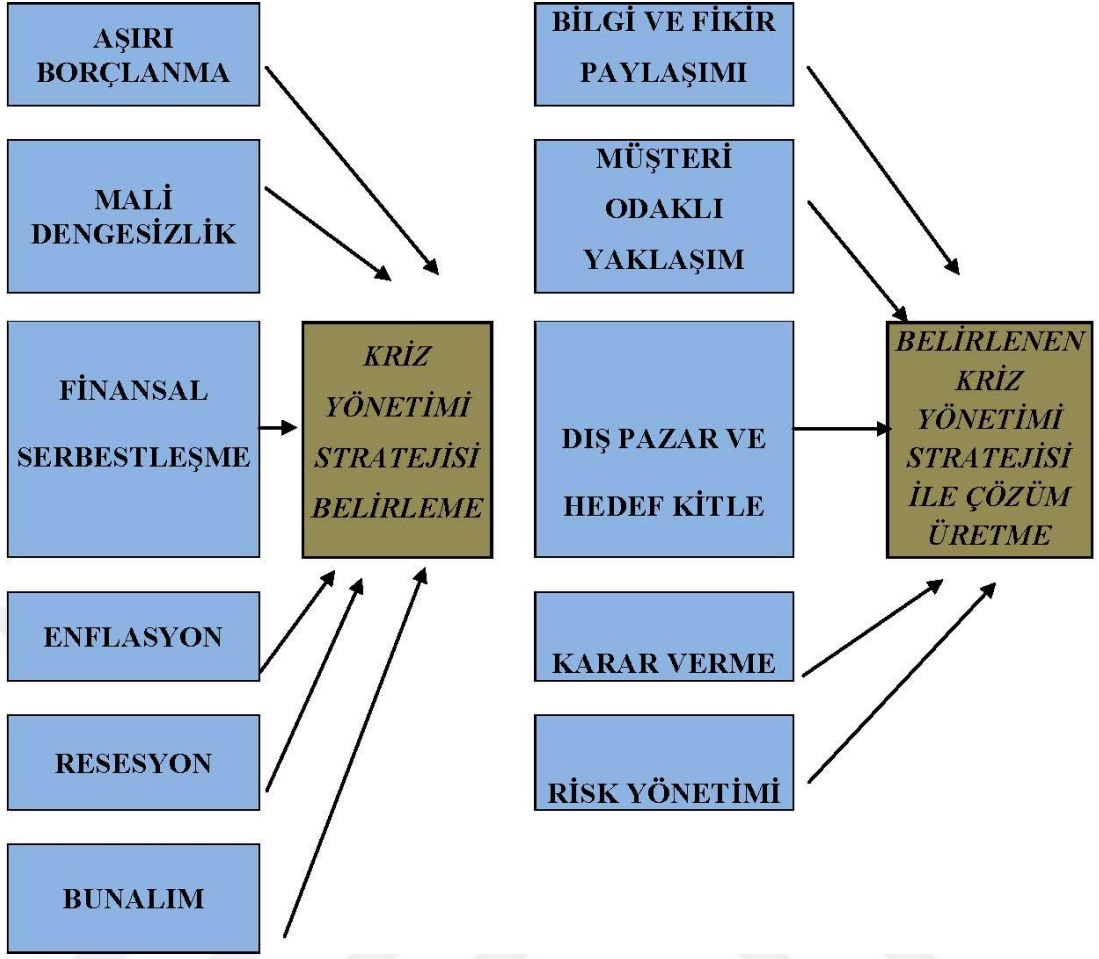 AŞIRI
BORÇLANMA
MALİ
DENGESİZLİK
FİNANSAL
SERBESTLEŞME
ENFLASYON
RESESYON
BUNALIM
KRİZ
YÖNETİMİ
STRATEJİSİ
BELİRLEME
BİLGİ VE FİKİR
PAYLAŞIMI
MÜŞTERİ
ODAKLI
YAKLAŞIM
DIŞ PAZAR VE
HEDEF KİTLE
KARAR VERME
RİSK YÖNETİMİ
BELİRLENEN
KRİZ
YÖNETİMİ
STRATEJİSİ
İLE ÇÖZÜM
ÜRETME